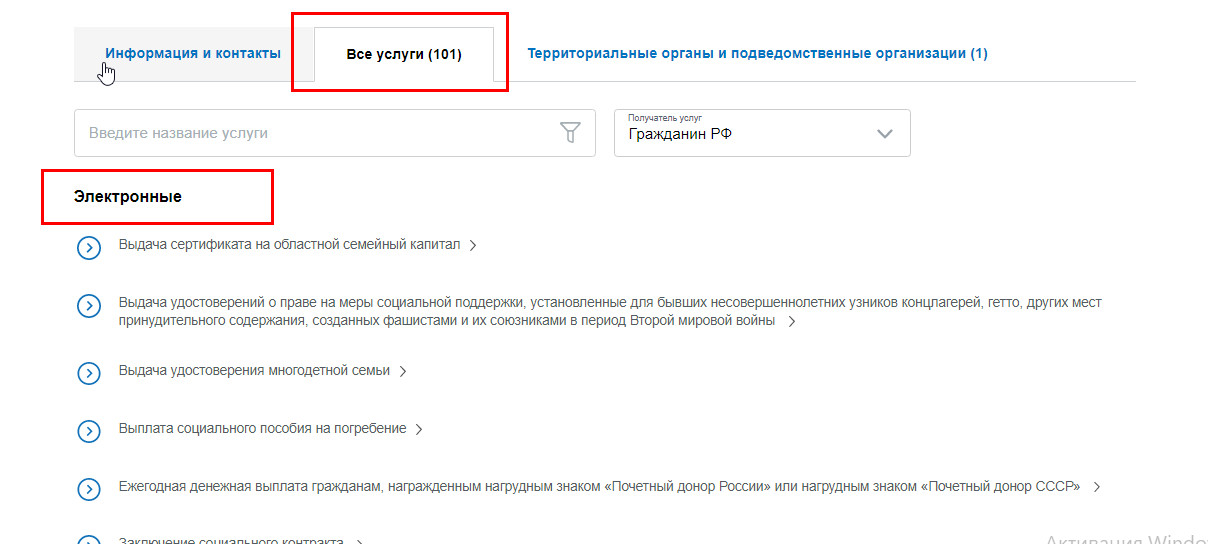 Информация и контакты
Все услуги (101)
Территориальные органы и подведомственные организации (1)
Введите название услуги
Получатель услуг
Гражданин РФ
Электронные
Выдача сертификата на областной семейный капитал
Выдача удостоверений о праве на меры социальной поддержки, установленные для бывших несовершеннолетних узников концлагерей, гетто, других мест
принудительного содержания, созданных фашистами и их союзниками в период Второй мировой войны
Выдача удостоверения многодетной семьи
Выплата социального пособия на погребение
Ежегодная денежная выплата гражданам, награжденным нагрудным знаком «Почетный донор России» или нагрудным знаком «Почетный донор СССР»
Заключение социального контракта
Активация Windo